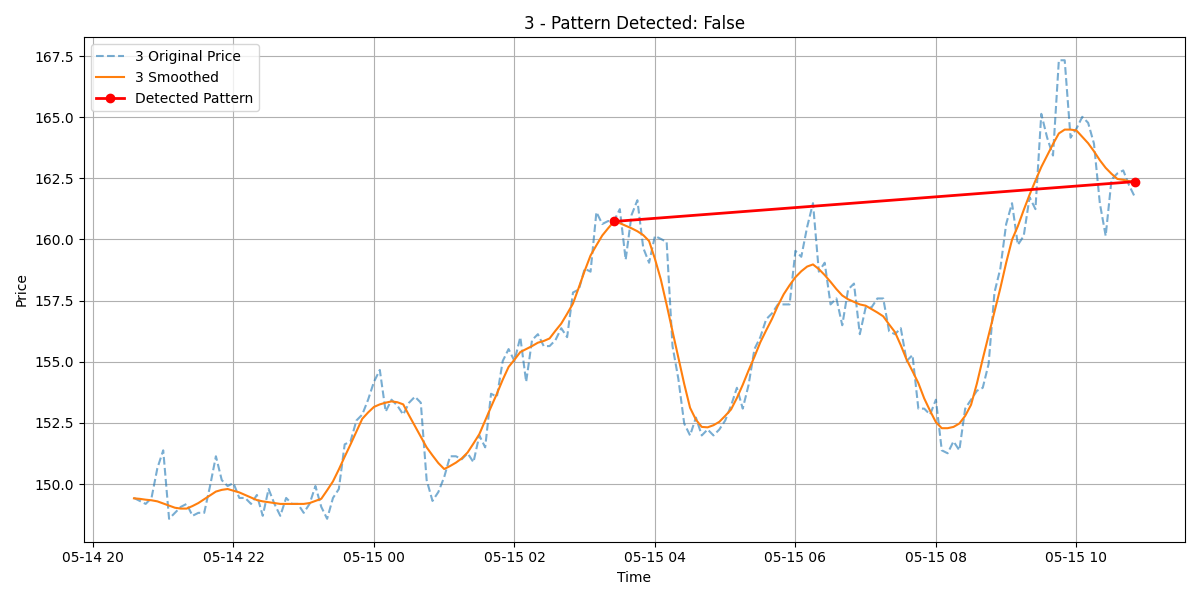 3 - Pattern Detected: False
3 Original Price
3 Smoothed
Detected Pattern
Price
167.5
165.0
162.5
160.0
157.5
155.0
152.5
150.0
05-14 20
05-14 22
05-15 00
05-15 02
05-15 04
05-15 06
05-15 08
05-15 10
Time